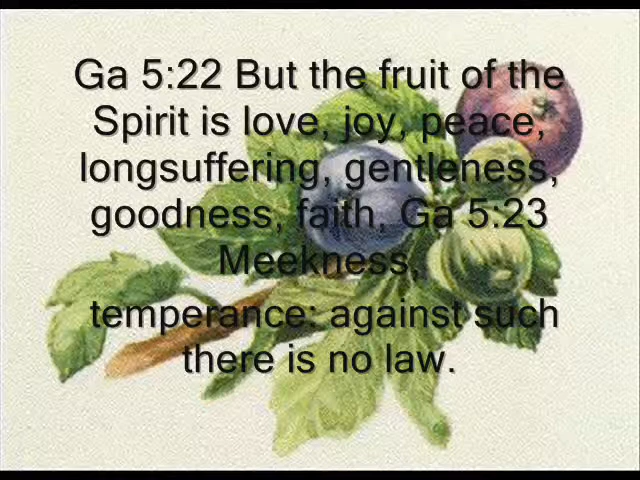 Ga 5:22 But the fruit of the
Spirit is love, joy, peace,
longsuffering, gentleness,
goodness, faith, Ga 5:23
Meekness,
temperance: against such
there is no law.